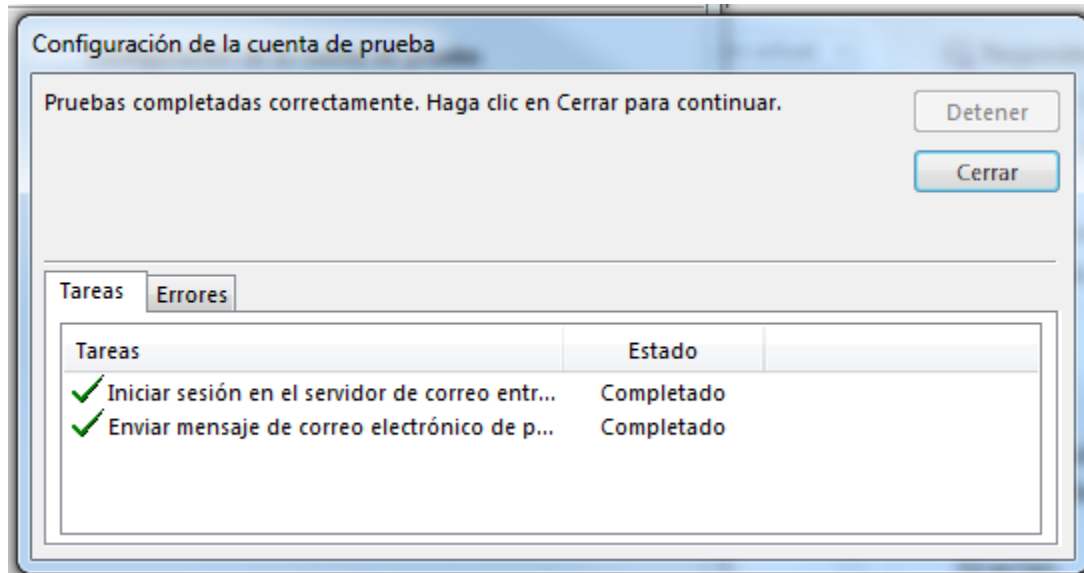 Configuración de la cuenta de prueba
Pruebas completadas correctamente. Haga clic en Cerrar para continuar.
Detener
Cerrar
Tareas Errores
Tareas Estado
Iniciar sesión en el servidor de correo entr... Completado
Enviar mensaje de correo electrónico de p... Completado